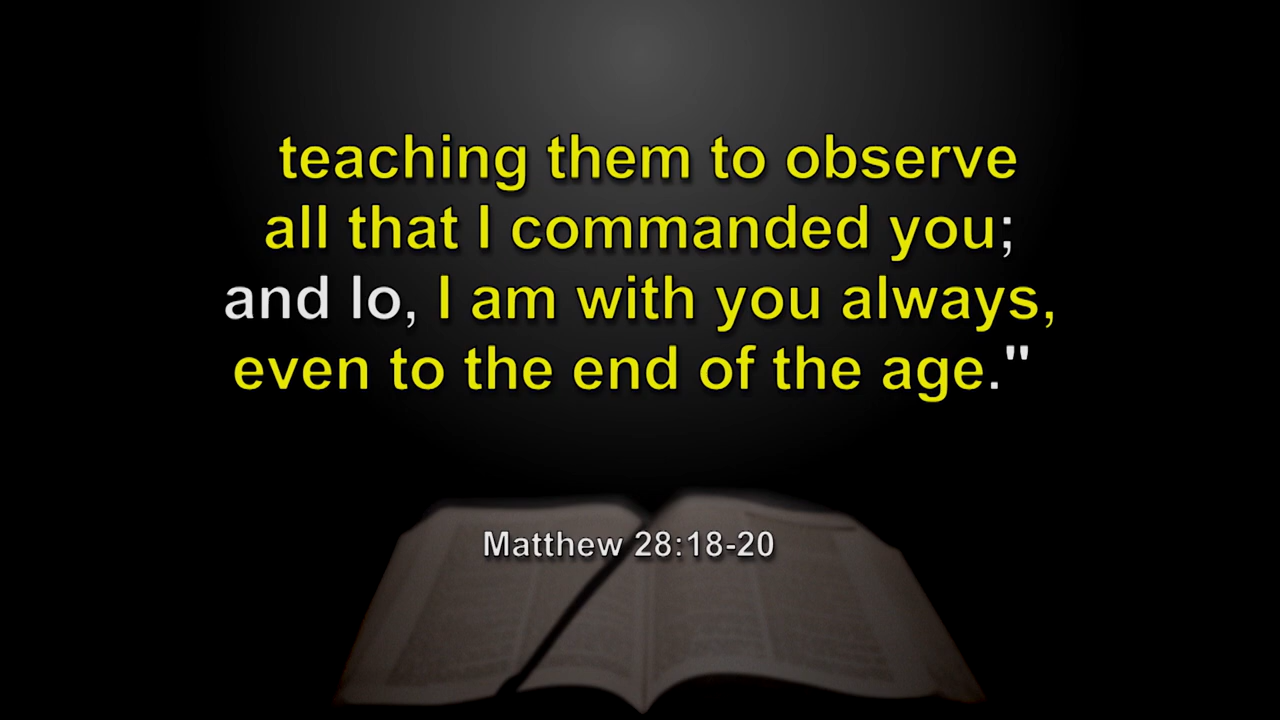 teaching them to observe
all that I commanded you;
and lo, I am with you always,
even to the end of the age."
Matthew 28:18-20